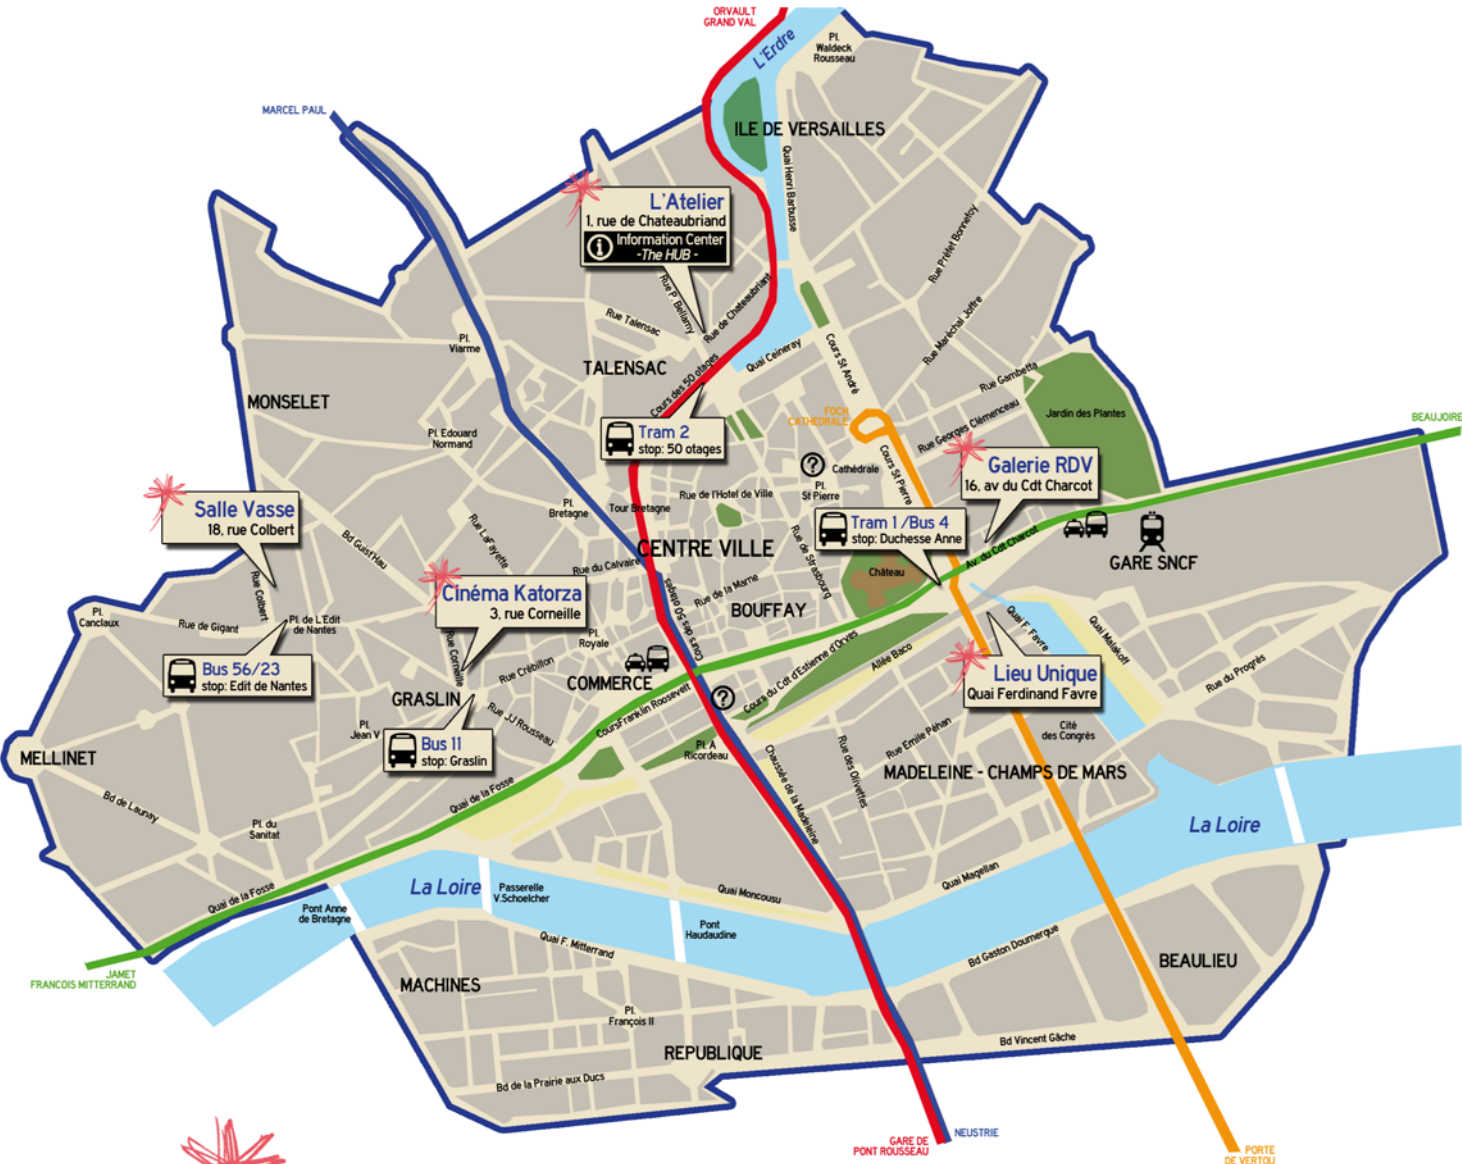 ORVAULT
GRAND VAL
L'Erdre
Pl.
Waldeck
Rousseau
MARCEL PAUL
ILE DE VERSAILLES
Quai Henri Barbusse
L'Atelier
1, rue de Chateaubriand
Information Center
-The HUB -
Rue Préfet Bonnefoy
Rue P. Bellamy
Rue de Chateaubriant
Rue Talensac
Pl.
Viarme
Quai Ceineray
Cours St André
Rue Maréchal Joffre
TALENSAC
Cours des 50 otages
Rue Gambetta
MONSELET
FOCH
CATHEDRALE
Rue Georges Clémenceau
Jardin des Plantes
BEAUJOIRE
Pl. Edouard
Normand
Tram 2
stop: 50 otages
?
Cathédrale
Cours St Pierre
Galerie RDV
16, av du Cdt Charcot
Pl.
St Pierre
Rue de l'Hotel de Ville
Salle Vasse
18, rue Colbert
Pl.
Bretagne
Tour Bretagne
Tram 1 /Bus 4
stop: Duchesse Anne
Rue LaFayette
Bd Guist'Hau
CENTRE VILLE
Rue de Strasbourg
Av. du Cdt Charcot
GARE SNCF
Rue du Calvaire
Château
Rue Colbert
Cinéma Katorza
3, rue Corneille
Cours des 50 otages
Rue de la Marne
BOUFFAY
Pl.
Canclaux
Rue de Gigant
Pl. de L'Edit
de Nantes
Quai F. Favre
Quai Malakoff
Pl.
Royale
Rue Corneille
Cours du Cdt d'Estienne d'Orves
Allée Baco
Bus 56/23
stop: Edit de Nantes
Rue Crébillon
COMMERCE
Lieu Unique
Quai Ferdinand Favre
Rue du Progrès
GRASLIN
CoursFranklin Roosevelt
?
Rue JJ Rousseau
Pl.
Jean V
Bus 11
stop: Graslin
Pl. A
Ricordeau
Chaussée de la Madeleine
Rue des Olivettes
Rue Emile Péhan
Cité
des Congrès
MELLINET
MADELEINE - CHAMPS DE MARS
Quai de la Fosse
Bd de Launay
Pl. du
Sanitat
La Loire
Quai de la Fosse
La Loire
Passerelle
V.Schoelcher
Quai Moncousu
Quai Magellan
Pont Anne
de Bretagne
Pont
Haudaudine
Quai F. Mitterrand
Bd Gaston Doumergue
BEAULIEU
JAMET
FRANCOIS MITTERRAND
MACHINES
Pl.
François II
REPUBLIQUE
Bd Vincent Gâche
Bd de la Prairie aux Ducs
GARE DE
PONT ROUSSEAU
NEUSTRIE
PORTE
DE VERTOU